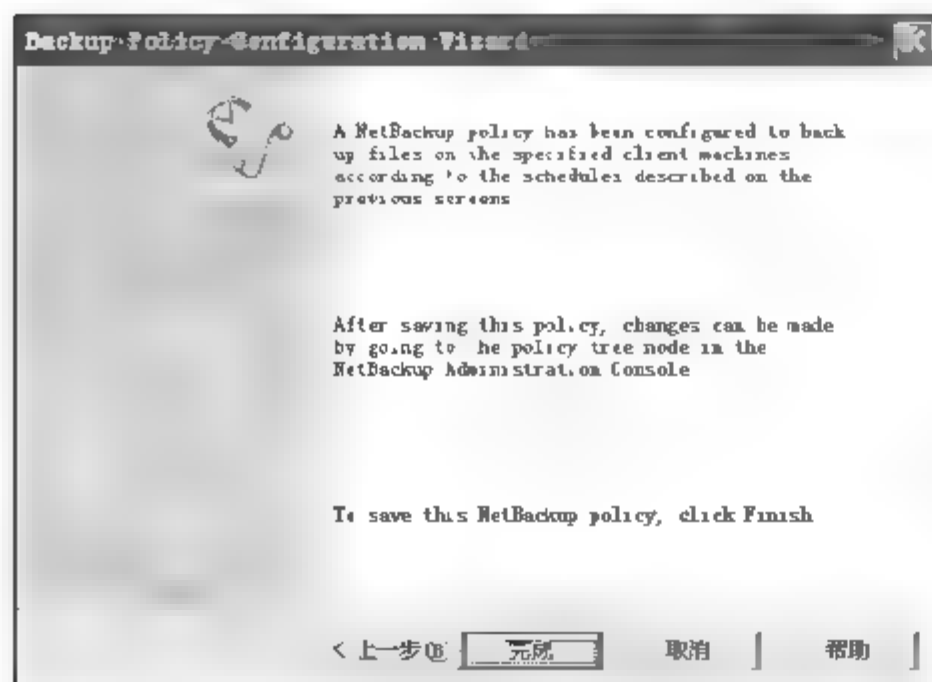 Backup Policy Configuration Wizard
A NetBackup policy has been configured to back
up files on the specified client machines
according to the schedules described on the
previous screens
After saving this policy, changes can be made
by going to the policy tree node in the
NetBackup Administration Console
To save this NetBackup policy, click Finish
< 上一步(B)
完成
取消
帮助